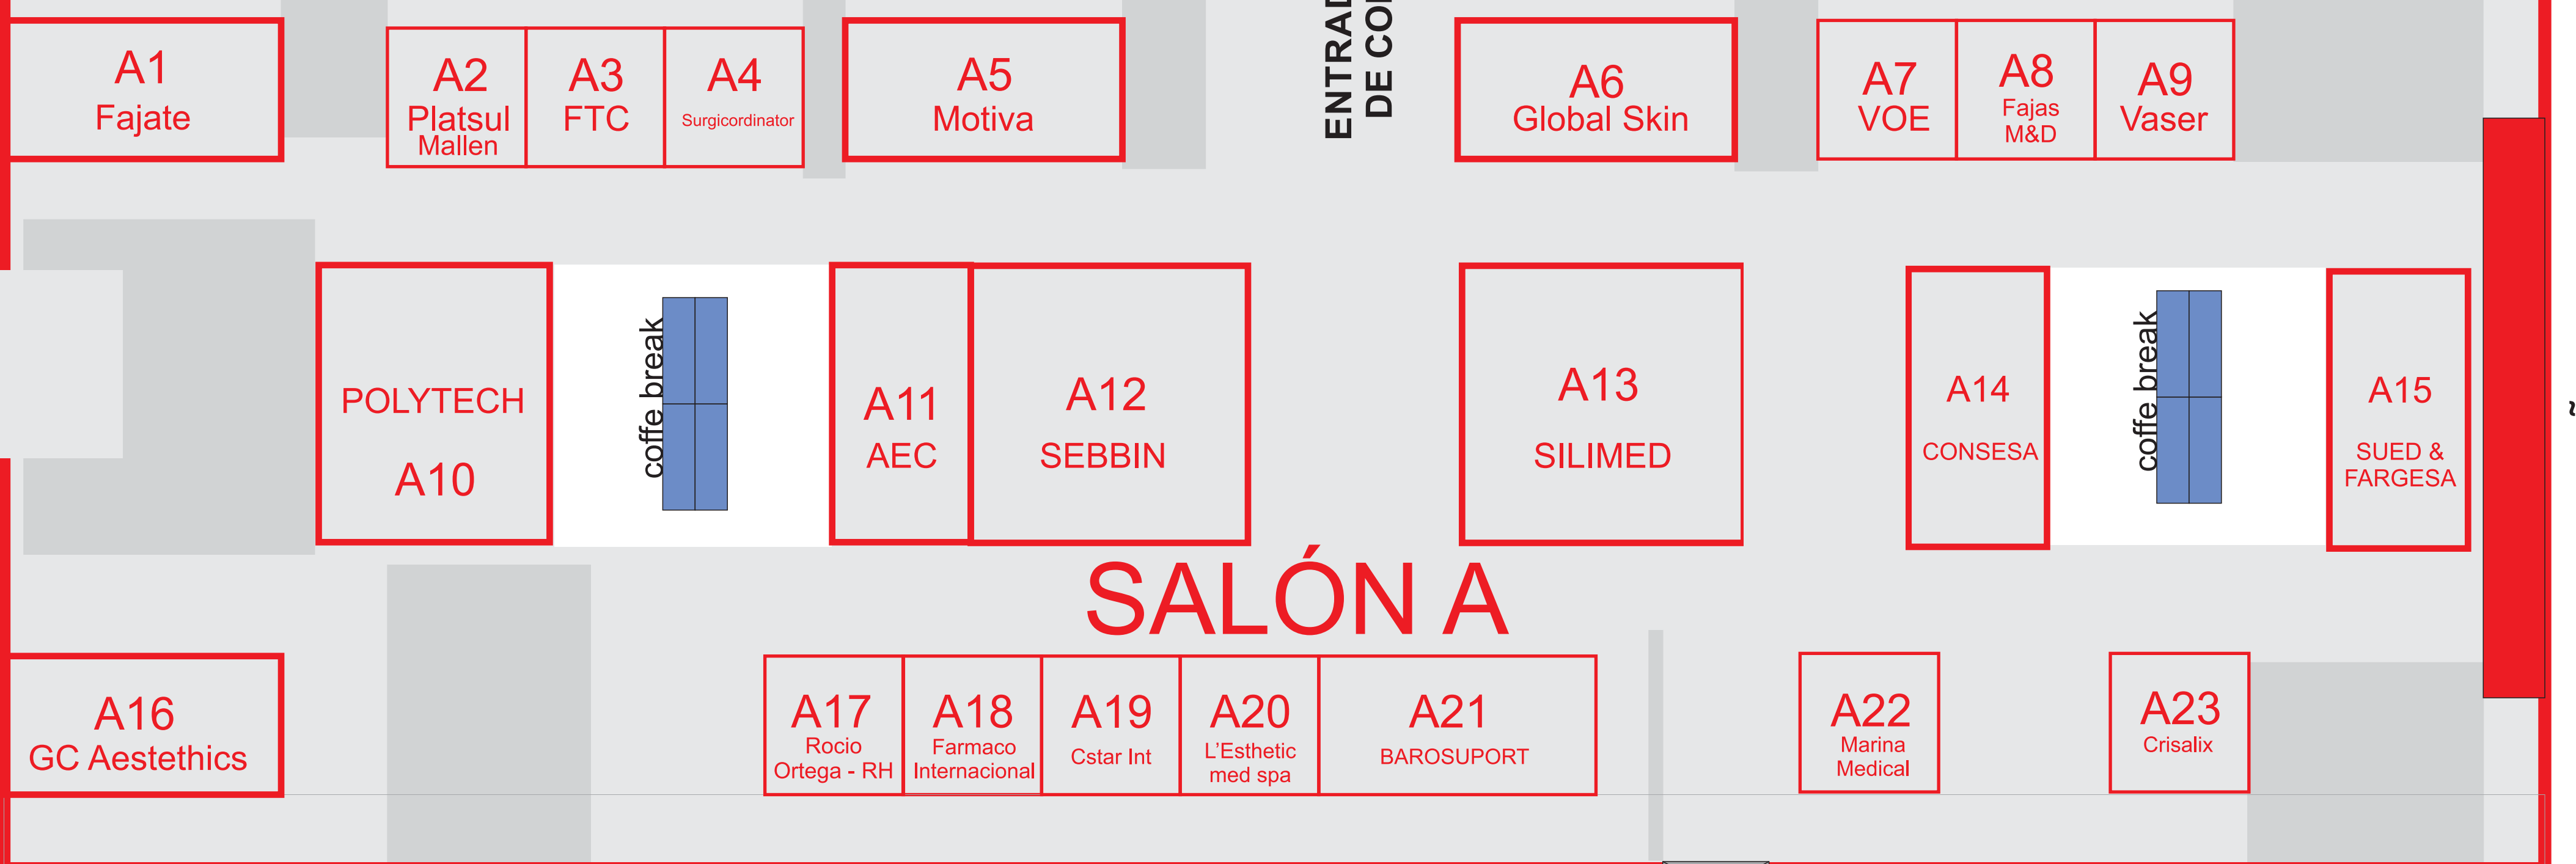 A1
Fajate
A2
Platsul
Mallen
A3
FTC
A4
Surgicordinator
A5
Motiva
DE
A6
Global Skin
A7
VOE
A8
Fajas
M&D
A9
Vaser
POLYTECH
A10
coffe break
A11
AEC
A12
SEBBIN
A13
SILIMED
A14
CONSESA
coffe break
A15
SUED &
FARGESA
SALÓN A
A16
GC Aestethics
A17
Rocio
Ortega - RH
A18
Farmaco
Internacional
A19
Cstar Int
A20
L'Esthetic
med spa
A21
BAROSUPORT
A22
Marina
Medical
A23
Crisalix